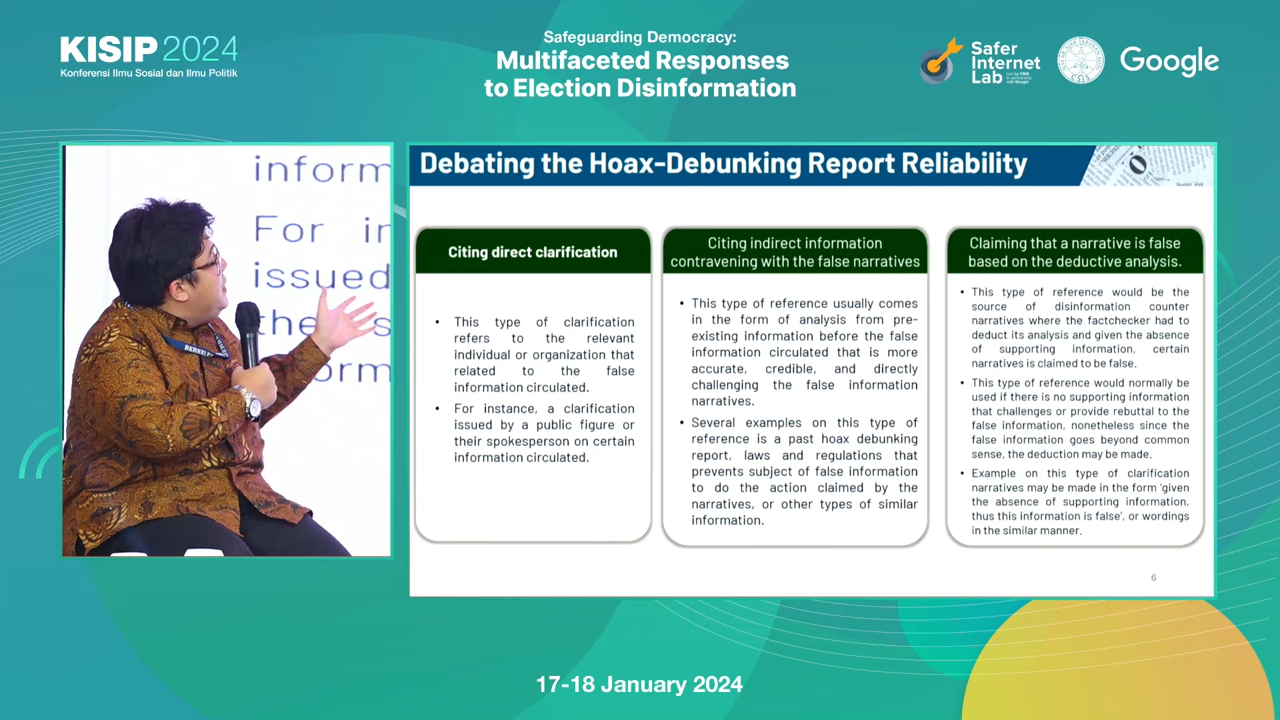 KISIP 2024
Konferensi Ilmu Sosial dan Ilmu Politik
Safeguarding Democracy:
Multifaceted Responses
to Election Disinformation
Safer
Internet
Lab
CSIS
Google
inform
For in
issued
the s
form
BERKELEY
Debating the Hoax-Debunking Report Reliability
Citing direct clarification
• This type of clarification
refers to the relevant
individual or organization that
related to the false
information circulated.
• For instance, a clarification
issued by a public figure or
their spokesperson on certain
information circulated.
Citing indirect information
contravening with the false narratives
• This type of reference usually comes
in the form of analysis from pre-
existing information before the false
information circulated that is more
accurate, credible, and directly
challenging the false information
narratives.
• Several examples on this type of
reference is a past hoax debunking
report, laws and regulations that
prevents subject of false information
to do the action claimed by the
narratives, or other types of similar
information.
Claiming that a narrative is false
based on the deductive analysis.
• This type of reference would be the
source of disinformation counter
narratives where the factchecker had to
deduct its analysis and given the absence
of supporting information, certain
narratives is claimed to be false.
• This type of reference would normally be
used if there is no supporting information
that challenges or provide rebuttal to the
false information, nonetheless since the
false information goes beyond common
sense, the deduction may be made.
• Example on this type of clarification
narratives may be made in the form 'given
the absence of supporting information,
thus this information is false', or wordings
in the similar manner.
6
17-18 January 2024